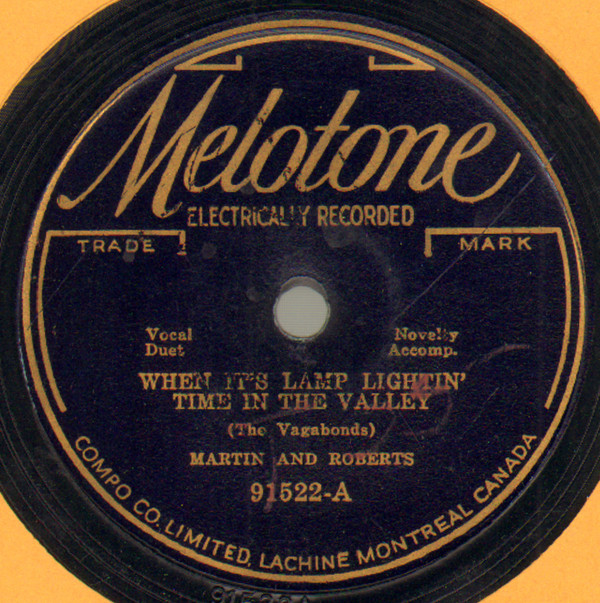 Melotone
ELECTRICALLY RECORDED
TRADE MARK
Vocal Novelty
Duet Accomp.
WHEN IT'S LAMP LIGHTIN'
TIME IN THE VALLEY
(The Vagabonds)
MARTIN AND ROBERTS
91522-A
COMPO CO. LIMITED, LACHINE MONTREAL CANADA